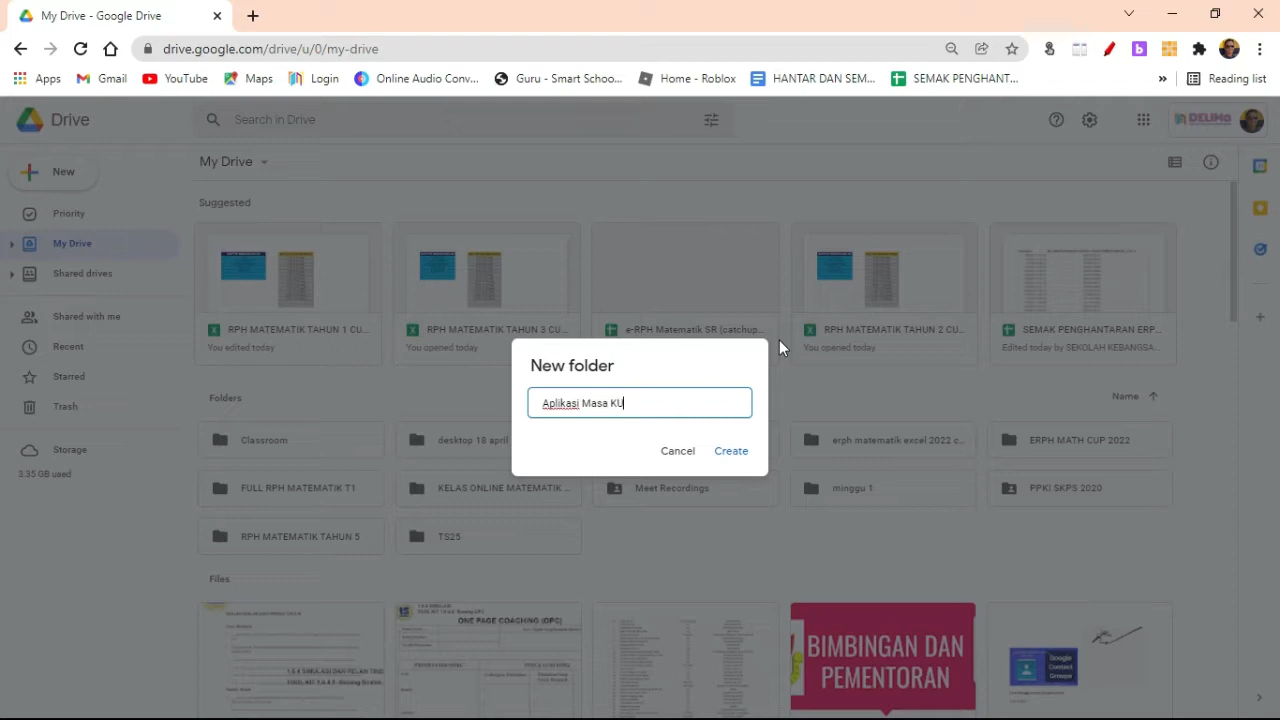 My Drive - Google Drive
drive.google.com/drive/u/0/my-drive
Apps
Gmail
YouTube
Maps
Login
Online Audio Conv...
Guru - Smart Schoo...
Home - Roblox
HANTAR DAN SEM...
SEMAK PENGHANT...
Reading list
Drive
Search in Drive
DELIMa
New
My Drive
Priority
My Drive
Shared drives
Shared with me
Recent
Starred
Trash
Storage
3.35 GB used
Suggested
RPH MATEMATIK TAHUN 1 CU...
You edited today
RPH MATEMATIK TAHUN 3 CU...
You opened today
e-RPH Matematik SR (catchup...
RPH MATEMATIK TAHUN 2 CU...
You opened today
SEMAK PENGHANTARAN ERP...
Edited today by SEKOLAH KEBANGSA...
New folder
Aplikasi Masa KU
Cancel
Create
Folders
Name
Classroom
desktop 18 april
erph matematik excel 2022 c...
ERPH MATH CUP 2022
FULL RPH MATEMATIK T1
KELAS ONLINE MATEMATIK ...
Meet Recordings
minggu 1
PPKI SKPS 2020
RPH MATEMATIK TAHUN 5
TS25
Files
ONE PAGE COACHING (OPC)
BIMBINGAN DAN
PEMENTORAN
Google
Contact
Groups